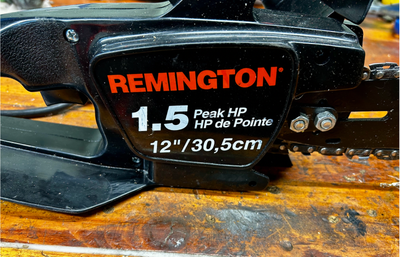 REMINGTON®
1.5 Peak HP
HP de Pointe
12"/30,5cm